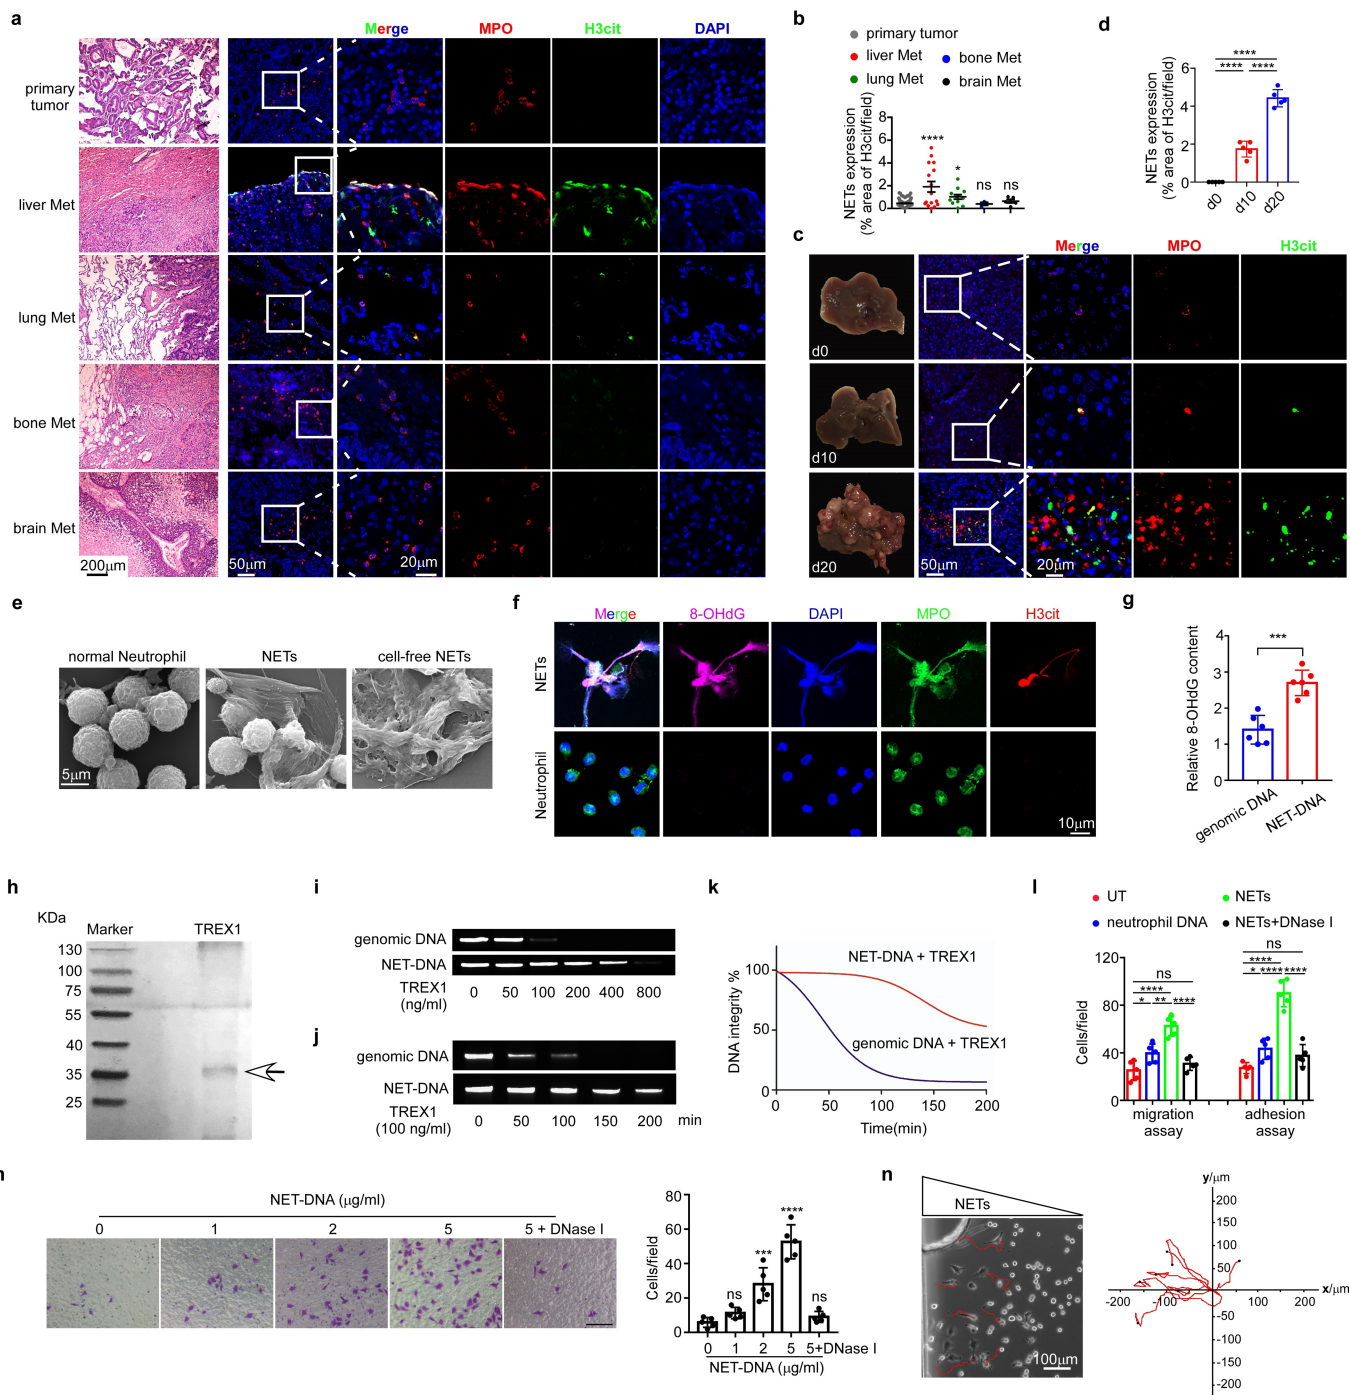 a
Merge MPO H3cit DAPI
primary
tumor
liver Met
lung Met
bone Met
brain Met
200μm
50μm
20μm
b
primary tumor
liver Met
bone Met
lung Met
brain Met
NETs expression
(% area of H3cit/field)
8
6
4
2
0
****
*
ns
ns
c
Merge MPO H3cit
d0
d10
d20
50μm
20μm
d
NETs expression
(% area of H3cit/field)
6
4
2
0
****
**** ****
d0
d10
d20
e
normal Neutrophil NETs cell-free NETs
5μm
f
Merge 8-OHdG DAPI MPO H3cit
NETs
Neutrophil
10μm
g
Relative 8-OHdG content
4
3
2
1
0
***
genomic DNA
NET-DNA
h
KDa
Marker TREX1
130
100
75
55
40
35
25
i
genomic DNA
NET-DNA
TREX1
(ng/ml)
0 50 100 200 400 800
j
genomic DNA
NET-DNA
TREX1
(100 ng/ml)
0 50 100 150 200 min
k
DNA integrity %
100
50
0
NET-DNA + TREX1
genomic DNA + TREX1
0 50 100 150 200
Time(min)
l
UT
NETs
neutrophil DNA
NETs+DNase I
Cells/field
120
80
40
0
ns
****
* ** ****
ns
****
* **** ****
migration
assay
adhesion
assay
NET-DNA (μg/ml)
0 1 2 5 5 + DNase I
Cells/field
80
60
40
20
0
ns
***
****
ns
0 1 2 5 5+DNase I
NET-DNA (μg/ml)
n
NETs
100μm
y/μm
200
150
100
50
-50
-100
-150
-200
-200 -100 100 200 x/μm